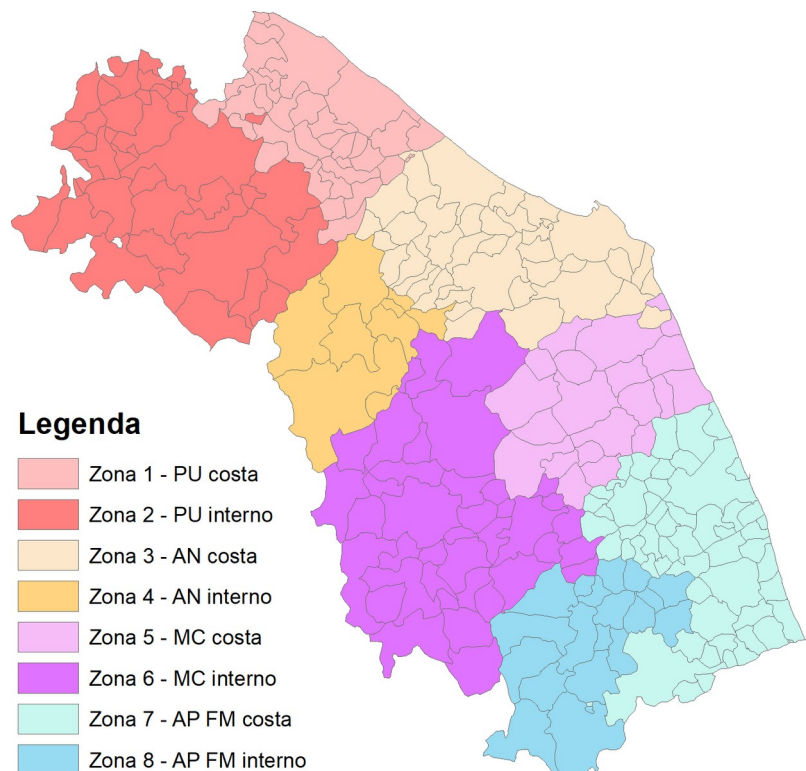 Legenda
Zona 1 - PU costa
Zona 2 - PU interno
Zona 3 - AN costa
Zona 4 - AN interno
Zona 5 - MC costa
Zona 6 - MC interno
Zona 7 - AP FM costa
Zona 8 - AP FM interno